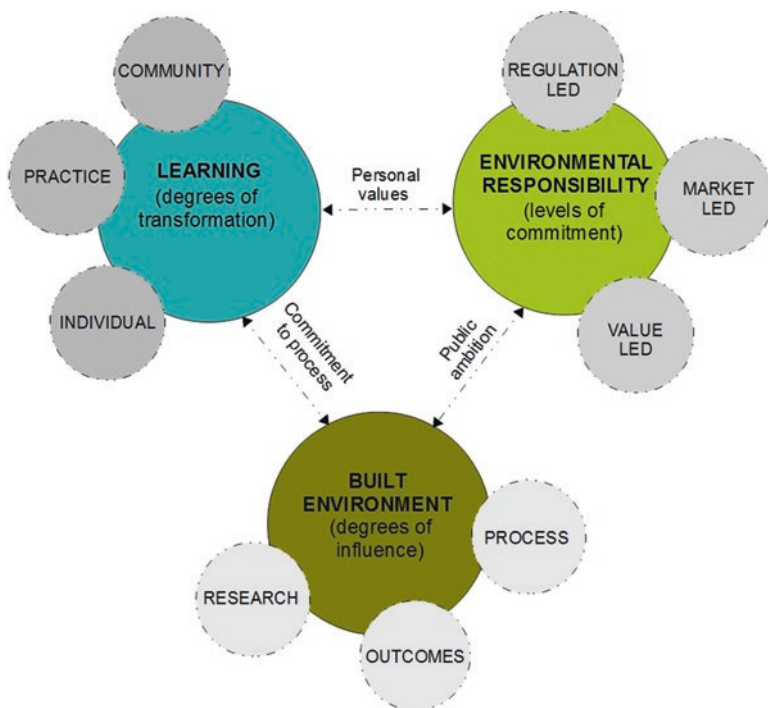 COMMUNITY
PRACTICE
INDIVIDUAL
LEARNING
(degrees of
transformation)
Personal
values
REGULATION
LED
ENVIRONMENTAL
RESPONSIBILITY
(levels of
commitment)
MARKET
LED
VALUE
LED
Commitment
to process
Public
ambition
BUILT
ENVIRONMENT
(degrees of
influence)
PROCESS
RESEARCH
OUTCOMES